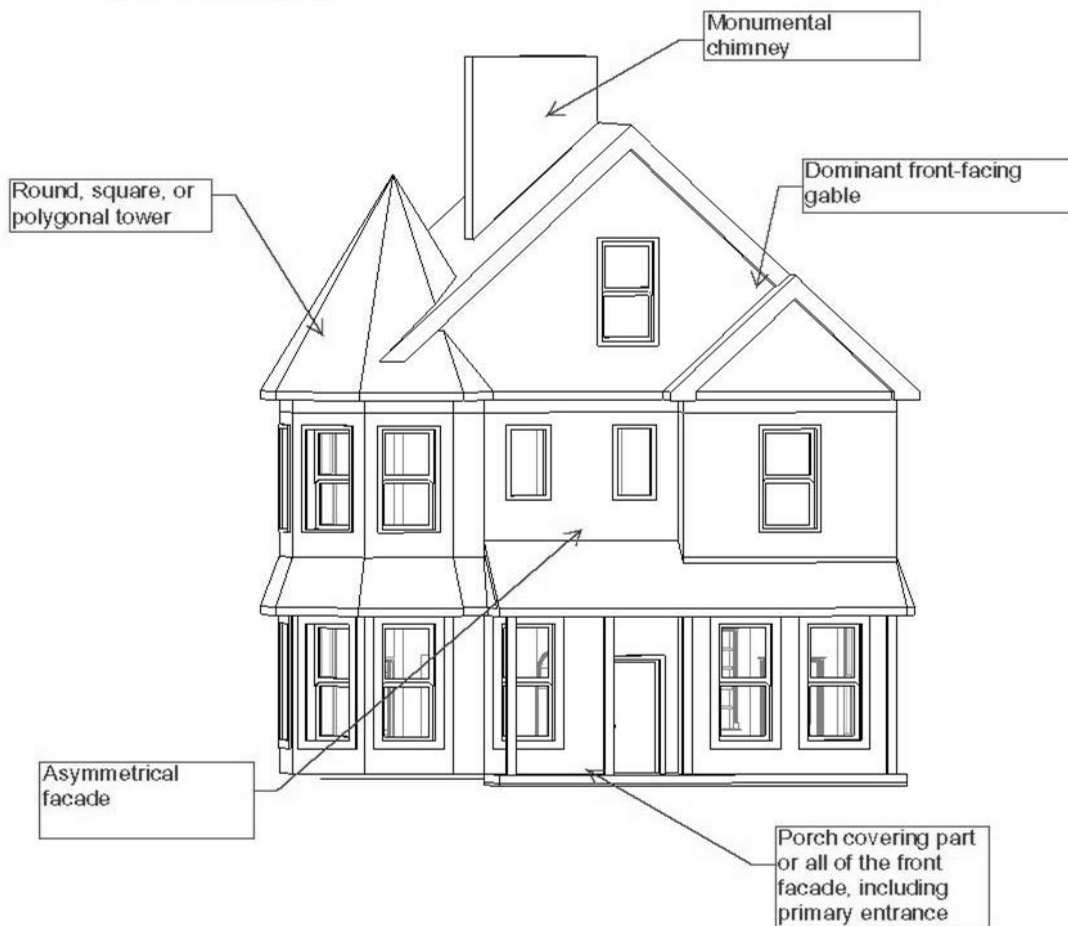 Monumental
chimney
Round, square, or
polygonal tower
Dominant front-facing
gable
Asymmetrical
facade
Porch covering part
or all of the front
facade, including
primary entrance